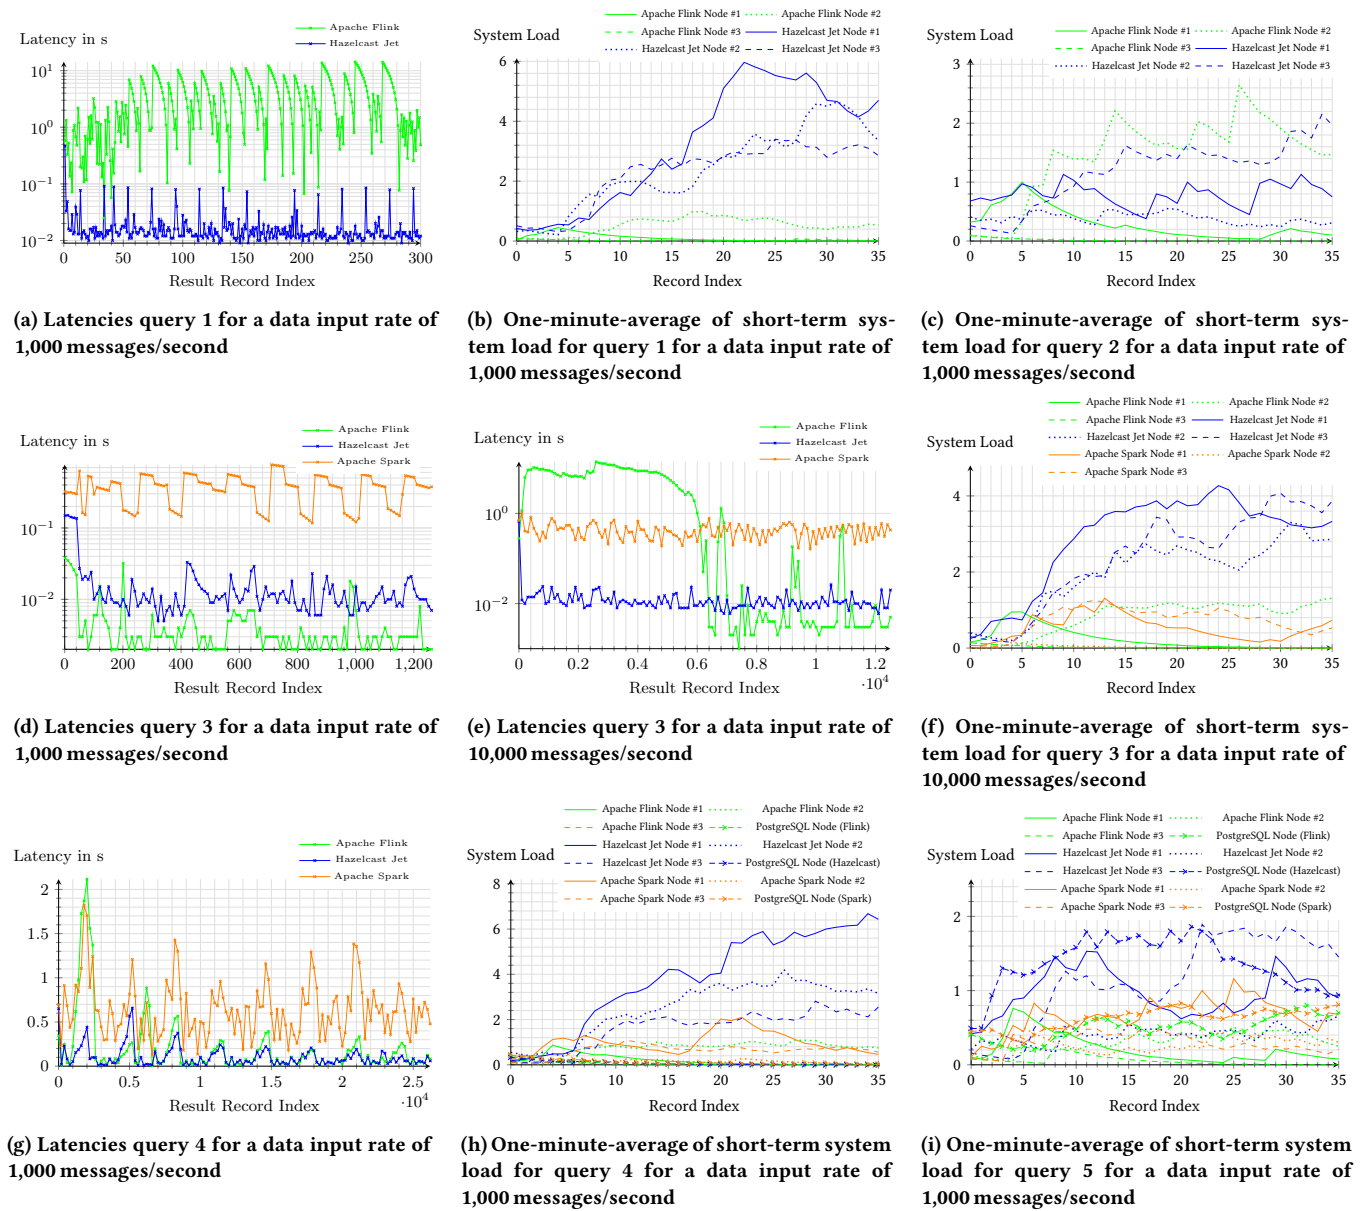 Latency in s
Apache Flink
Hazelcast Jet
10¹
10⁰
10⁻¹
10⁻²
0 50 100 150 200 250 300
Result Record Index
(a) Latencies query 1 for a data input rate of
1,000 messages/second
System Load
Apache Flink Node #1 Apache Flink Node #2
Apache Flink Node #3 Hazelcast Jet Node #1
Hazelcast Jet Node #2 Hazelcast Jet Node #3
6
4
2
0
0 5 10 15 20 25 30 35
Record Index
(b) One-minute-average of short-term sys-
tem load for query 1 for a data input rate of
1,000 messages/second
System Load
Apache Flink Node #1 Apache Flink Node #2
Apache Flink Node #3 Hazelcast Jet Node #1
Hazelcast Jet Node #2 Hazelcast Jet Node #3
3
2
1
0
0 5 10 15 20 25 30 35
Record Index
(c) One-minute-average of short-term sys-
tem load for query 2 for a data input rate of
1,000 messages/second
Latency in s
Apache Flink
Hazelcast Jet
Apache Spark
10⁻¹
10⁻²
0 200 400 600 800 1,000 1,200
Result Record Index
(d) Latencies query 3 for a data input rate of
1,000 messages/second
Latency in s
Apache Flink
Hazelcast Jet
Apache Spark
10⁰
10⁻²
0 0.2 0.4 0.6 0.8 1 1.2
·10⁴
Result Record Index
(e) Latencies query 3 for a data input rate of
10,000 messages/second
Apache Flink Node #1 Apache Flink Node #2
Apache Flink Node #3 Hazelcast Jet Node #1
Hazelcast Jet Node #2 Hazelcast Jet Node #3
Apache Spark Node #1 Apache Spark Node #2
Apache Spark Node #3
System Load
4
2
0
0 5 10 15 20 25 30 35
Record Index
(f) One-minute-average of short-term sys-
tem load for query 3 for a data input rate of
10,000 messages/second
Latency in s
Apache Flink
Hazelcast Jet
Apache Spark
2
1.5
1
0.5
0
0 0.5 1 1.5 2 2.5
·10⁴
Result Record Index
(g) Latencies query 4 for a data input rate of
1,000 messages/second
Apache Flink Node #1 Apache Flink Node #2
Apache Flink Node #3 PostgreSQL Node (Flink)
Hazelcast Jet Node #1 Hazelcast Jet Node #2
Hazelcast Jet Node #3 PostgreSQL Node (Hazelcast)
Apache Spark Node #1 Apache Spark Node #2
Apache Spark Node #3 PostgreSQL Node (Spark)
System Load
8
6
4
2
0
0 5 10 15 20 25 30 35
Record Index
(h) One-minute-average of short-term system
load for query 4 for a data input rate of
1,000 messages/second
Apache Flink Node #1 Apache Flink Node #2
Apache Flink Node #3 PostgreSQL Node (Flink)
Hazelcast Jet Node #1 Hazelcast Jet Node #2
Hazelcast Jet Node #3 PostgreSQL Node (Hazelcast)
Apache Spark Node #1 Apache Spark Node #2
Apache Spark Node #3 PostgreSQL Node (Spark)
System Load
2
1
0
0 5 10 15 20 25 30 35
Record Index
(i) One-minute-average of short-term system
load for query 5 for a data input rate of
1,000 messages/second